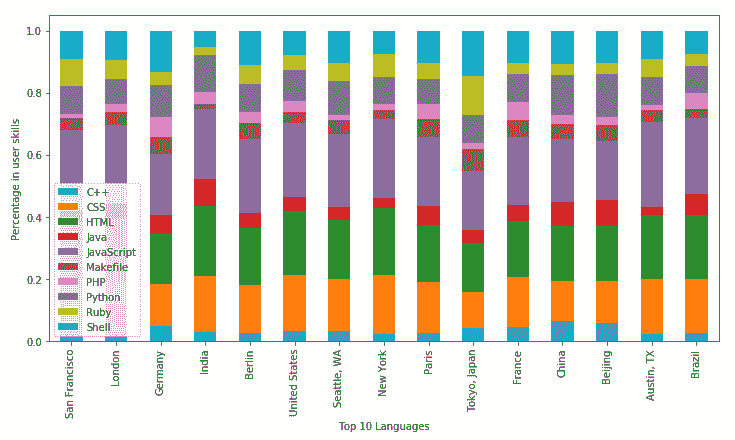 1.0
0.8
0.6
0.4
0.2
0.0
Percentage in user skills
C++
CSS
HTML
Java
JavaScript
Makefile
PHP
Python
Ruby
Shell
San Francisco
London
Germany
India
Berlin
United States
Seattle, WA
New York
Paris
Tokyo, Japan
France
China
Beijing
Austin, TX
Brazil
Top 10 Languages